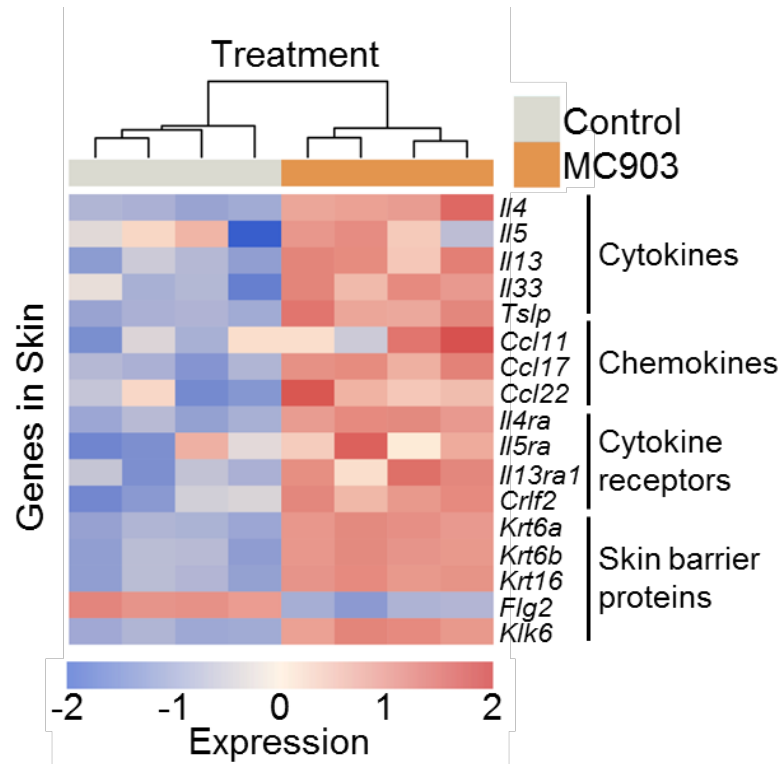 Treatment
Control
MC903
Genes in Skin
Il4
Il5
Il13
Il33
Tslp
Ccl11
Ccl17
Ccl22
Il4ra
Il5ra
Il13ra1
Crlf2
Krt6a
Krt6b
Krt16
Flg2
Klk6
Cytokines
Chemokines
Cytokine
receptors
Skin barrier
proteins
-2 -1 0 1 2
Expression